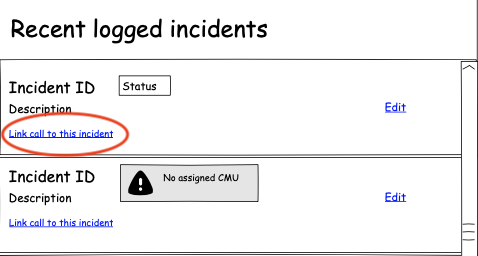 Recent logged incidents
Incident ID
Status
Description
Edit
Link call to this incident
Incident ID
No assigned CMU
Description
Edit
Link call to this incident